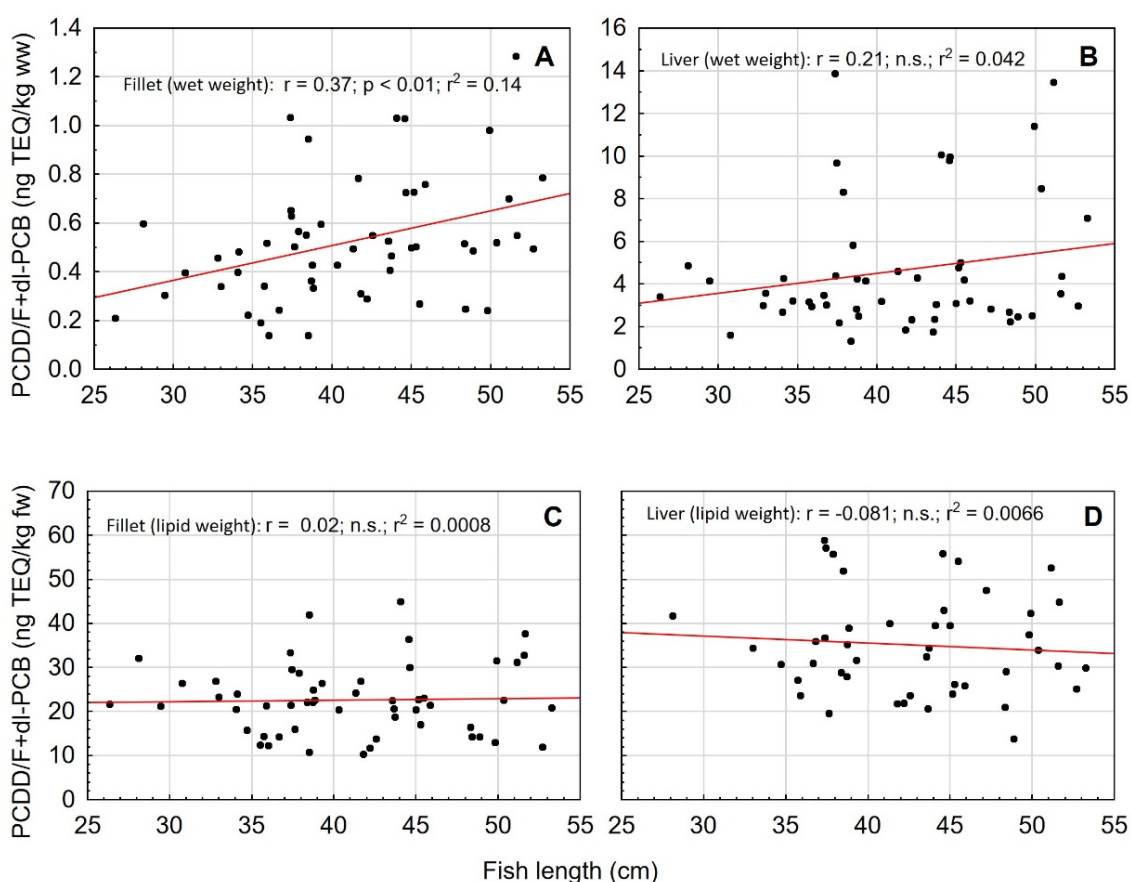 PCDD/F+dl-PCB (ng TEQ/kg ww)
1.4
1.2
1.0
0.8
0.6
0.4
0.2
0.0
A
Fillet (wet weight): r = 0.37; p < 0.01; r² = 0.14
25 30 35 40 45 50 55
16
14
12
10
8
6
4
2
0
Liver (wet weight): r = 0.21; n.s.; r² = 0.042
B
25 30 35 40 45 50 55
PCDD/F+dl-PCB (ng TEQ/kg fw)
70
60
50
40
30
20
10
0
Fillet (lipid weight): r = 0.02; n.s.; r² = 0.0008
C
25 30 35 40 45 50 55
Liver (lipid weight): r = -0.081; n.s.; r² = 0.0066
D
25 30 35 40 45 50 55
Fish length (cm)